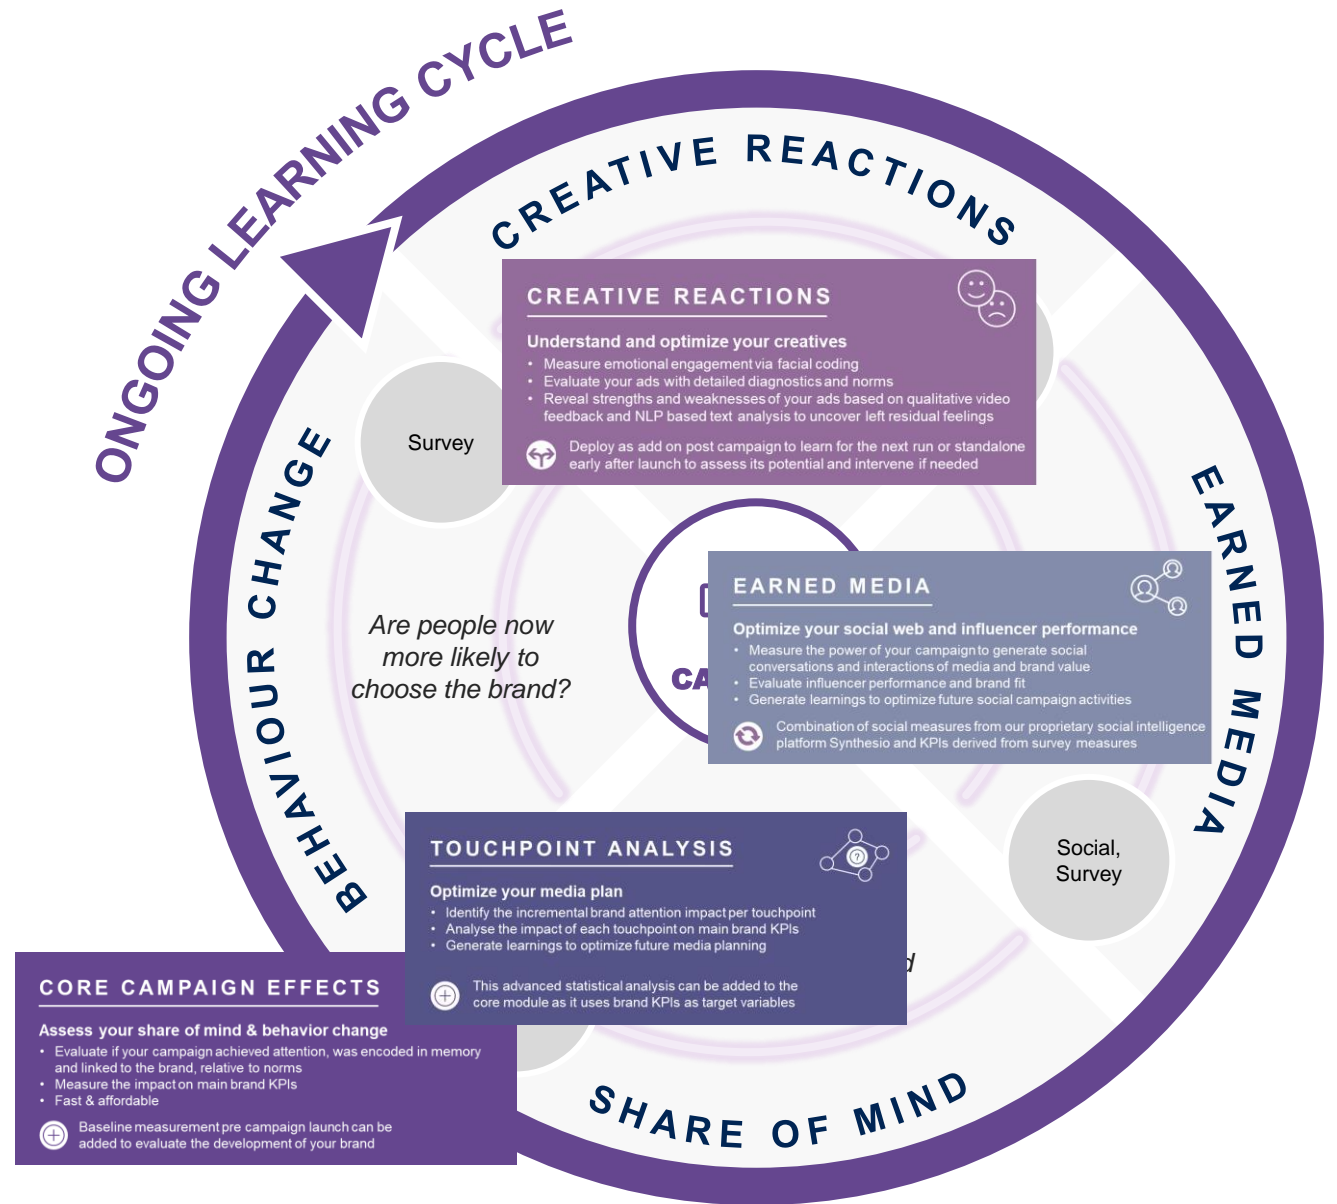 ONGOING LEARNING CYCLE
CREATIVE REACTIONS
CREATIVE REACTIONS
Understand and optimize your creatives
• Measure emotional engagement via facial coding
• Evaluate your ads with detailed diagnostics and norms
• Reveal strengths and weaknesses of your ads based on qualitative video
feedback and NLP based text analysis to uncover left residual feelings
Deploy as add on post campaign to learn for the next run or standalone
early after launch to assess its potential and intervene if needed
Survey
BEHAVIOUR CHANGE
EARNED MEDIA
Are people now
more likely to
choose the brand?
EARNED MEDIA
Optimize your social web and influencer performance
• Measure the power of your campaign to generate social
conversations and interactions of media and brand value
• Evaluate influencer performance and brand fit
• Generate learnings to optimize future social campaign activities
Combination of social measures from our proprietary social intelligence
platform Synthesio and KPIs derived from survey measures
Social,
Survey
TOUCHPOINT ANALYSIS
Optimize your media plan
• Identify the incremental brand attention impact per touchpoint
• Analyse the impact of each touchpoint on main brand KPIs
• Generate learnings to optimize future media planning
This advanced statistical analysis can be added to the
core module as it uses brand KPIs as target variables
CORE CAMPAIGN EFFECTS
Assess your share of mind & behavior change
• Evaluate if your campaign achieved attention, was encoded in memory
and linked to the brand, relative to norms
• Measure the impact on main brand KPIs
• Fast & affordable
Baseline measurement pre campaign launch can be
added to evaluate the development of your brand
SHARE OF MIND